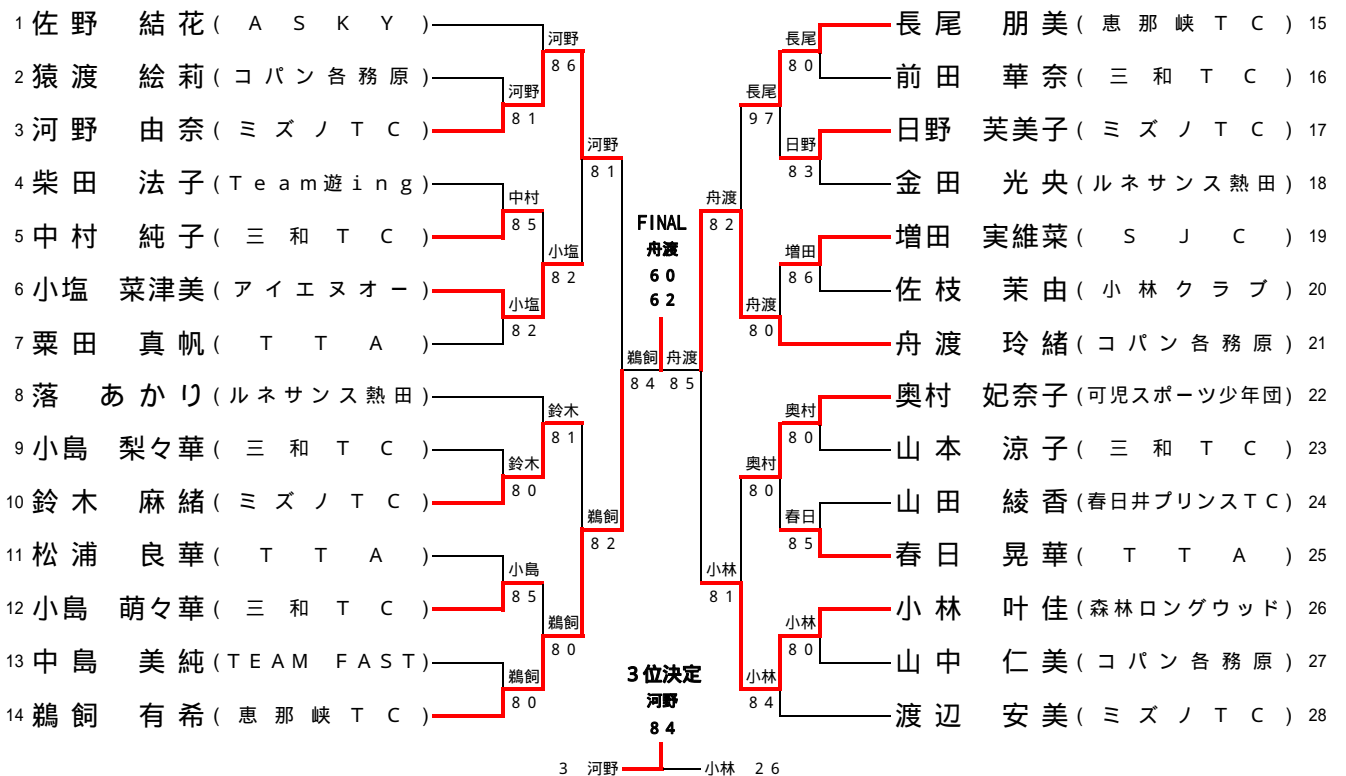 1 佐野 結花 ( A S K Y )
2 猿渡 絵莉 ( コパン各務原 )
3 河野 由奈 ( ミズノTC )
4 柴田 法子 ( Team遊ing )
5 中村 純子 ( 三和TC )
6 小塩 菜津美 ( アイエヌオー )
7 粟田 真帆 ( T T A )
8 落 あかり ( ルネサンス熱田 )
9 小島 梨々華 ( 三和TC )
10 鈴木 麻緒 ( ミズノTC )
11 松浦 良華 ( T T A )
12 小島 萌々華 ( 三和TC )
13 中島 美純 ( TEAM FAST )
14 鵜飼 有希 ( 恵那峡TC )
河野
81
中村
85
小塩
82
鈴木
80
小島
85
鵜飼
80
河野
86
小塩
82
鈴木
81
鵜飼
80
河野
81
鵜飼
82
鵜飼
84
FINAL
舟渡
60
62
舟渡
85
3位決定
河野
84
3 河野
小林 26
舟渡
82
小林
81
長尾
97
舟渡
80
奥村
80
小林
84
長尾
80
日野
83
増田
86
奥村
80
春日
85
小林
80
長尾 朋美 ( 恵那峡TC ) 15
前田 華奈 ( 三和TC ) 16
日野 芙美子 ( ミズノTC ) 17
金田 光央 ( ルネサンス熱田 ) 18
増田 実維菜 ( S J C ) 19
佐枝 茉由 ( 小林クラブ ) 20
舟渡 玲緒 ( コパン各務原 ) 21
奥村 妃奈子 ( 可児スポーツ少年団 ) 22
山本 涼子 ( 三和TC ) 23
山田 綾香 ( 春日井プリンスTC ) 24
春日 晃華 ( T T A ) 25
小林 叶佳 ( 森林ロングウッド ) 26
山中 仁美 ( コパン各務原 ) 27
渡辺 安美 ( ミズノTC ) 28